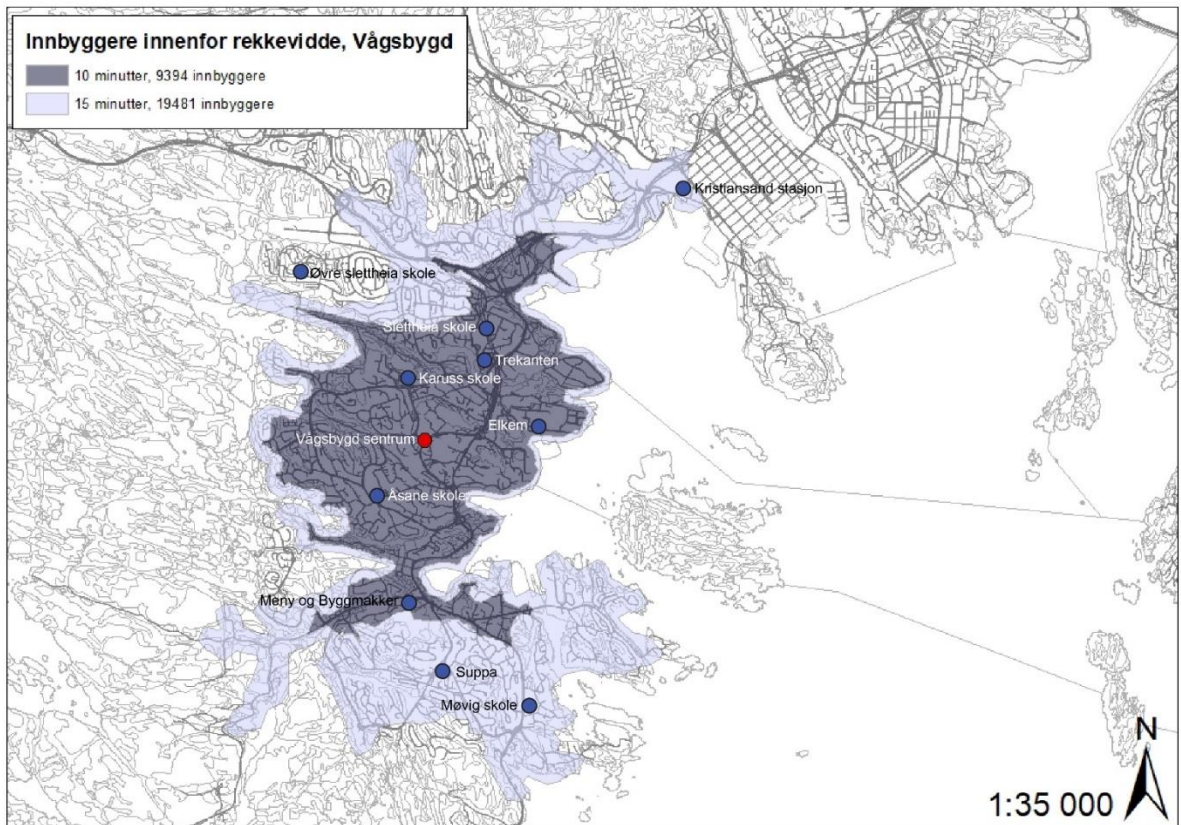 Innbyggere innenfor rekkevidde, Vågsbygd
10 minutter, 9394 innbyggere
15 minutter, 19481 innbyggere
Kristiansand stasjon
Øvre slettheia skole
Slettheia skole
Trekanten
Karuss skole
Elkem
Vågsbygd sentrum
Åsane skole
Meny og Byggmakker
Suppa
Møvig skole
N
1:35 000